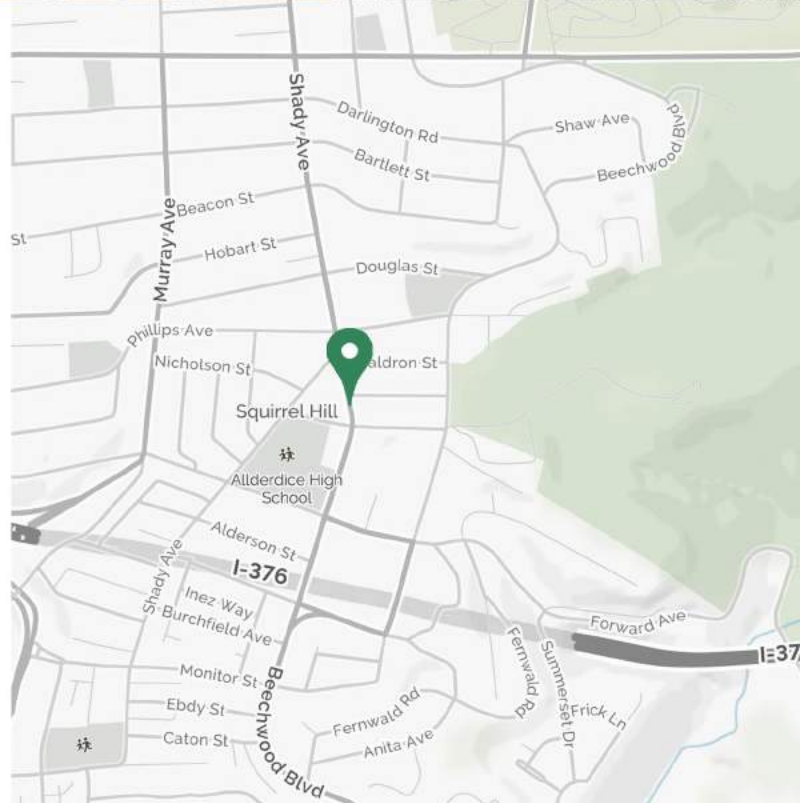 Shady Ave
Darlington Rd
Shaw Ave
Beechwood Blvd
Bartlett St
Murray Ave
Beacon St
St
Hobart St
Douglas St
Phillips Ave
Nicholson St
aldron St
Squirrel Hill
Allderdice High
School
Alderson St
I-376
Shady Ave
Inez Way
Burchfield Ave
Forward Ave
I-37
Monitor St
Beechwood Blvd
Fernwald Rd
Summerset Dr
Ebdy St
Fernwald Rd
Frick Ln
Caton St
Anita Ave